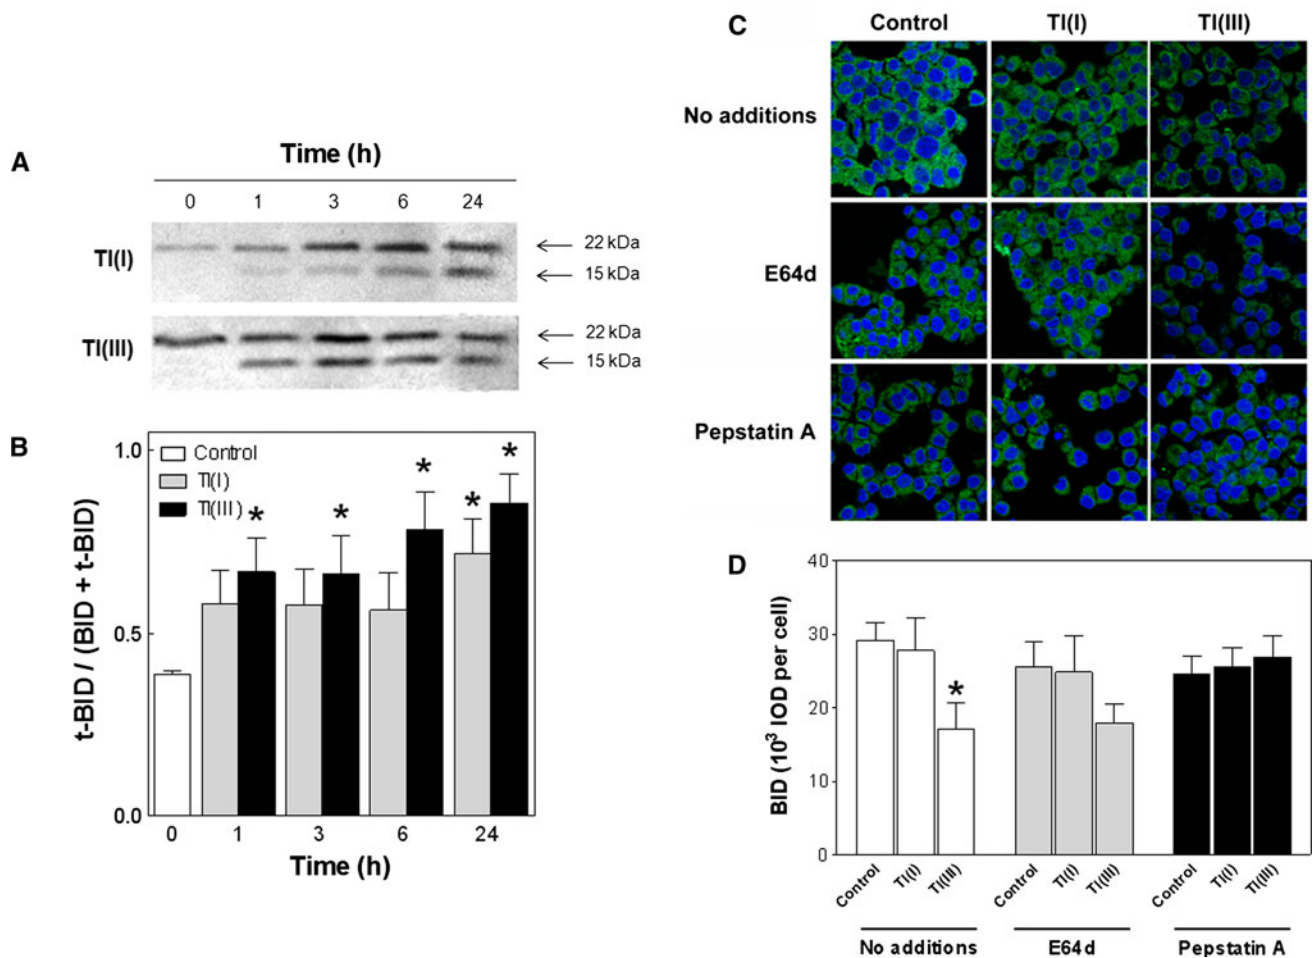 A
Time (h)
0 1 3 6 24
Tl(I)
22 kDa
15 kDa
Tl(III)
22 kDa
15 kDa
B
t-BID / (BID + t-BID)
1.0
0.5
0.0
Control
Tl(I)
Tl(III)
*
*
*
*
*
0 1 3 6 24
Time (h)
C
Control Tl(I) Tl(III)
No additions
E64d
Pepstatin A
D
BID (10³ IOD per cell)
40
30
20
10
0
*
Control Tl(I) Tl(III) Control Tl(I) Tl(III) Control Tl(I) Tl(III)
No additions E64d Pepstatin A